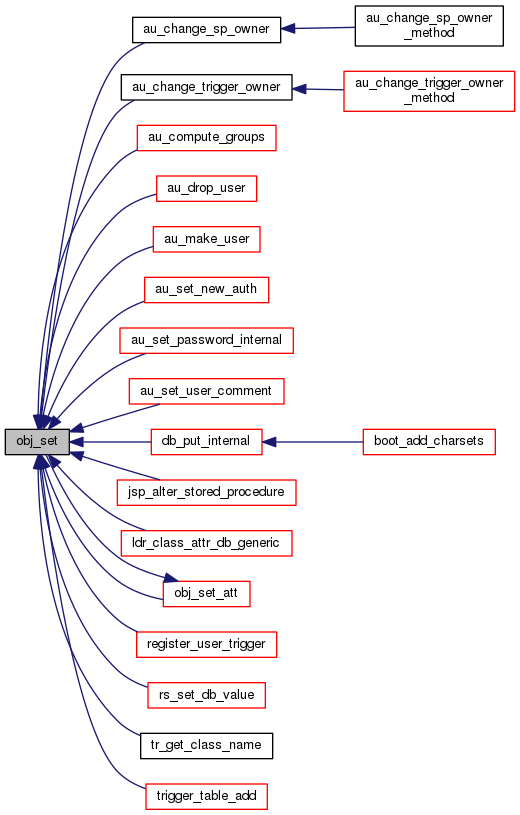 au_change_sp_owner
au_change_sp_owner
_method
au_change_trigger_owner
au_change_trigger_owner
_method
au_compute_groups
au_drop_user
au_make_user
au_set_new_auth
au_set_password_internal
au_set_user_comment
obj_set
db_put_internal
boot_add_charsets
jsp_alter_stored_procedure
ldr_class_attr_db_generic
obj_set_att
register_user_trigger
rs_set_db_value
tr_get_class_name
trigger_table_add